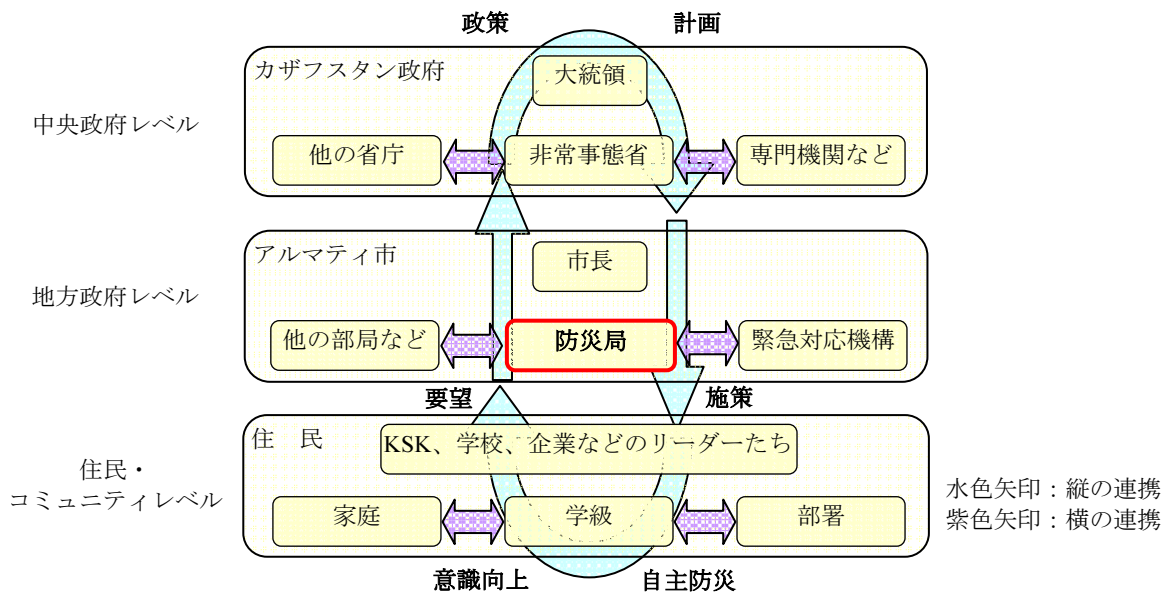 政策
計画
カザフスタン政府
大統領
中央政府レベル
他の省庁
非常事態省
専門機関など
アルマティ市
市長
地方政府レベル
他の部局など
防災局
緊急対応機構
要望
施策
住 民
KSK、学校、企業などのリーダーたち
住民・
コミュニティレベル
家庭
学級
部署
水色矢印：縦の連携
紫色矢印：横の連携
意識向上
自主防災